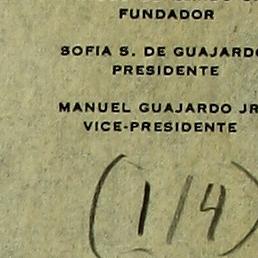 FUNDADOR
SOFIA S. DE GUAJARDO
PRESIDENTE
MANUEL GUAJARDO JR
VICE-PRESIDENTE
(1/4)